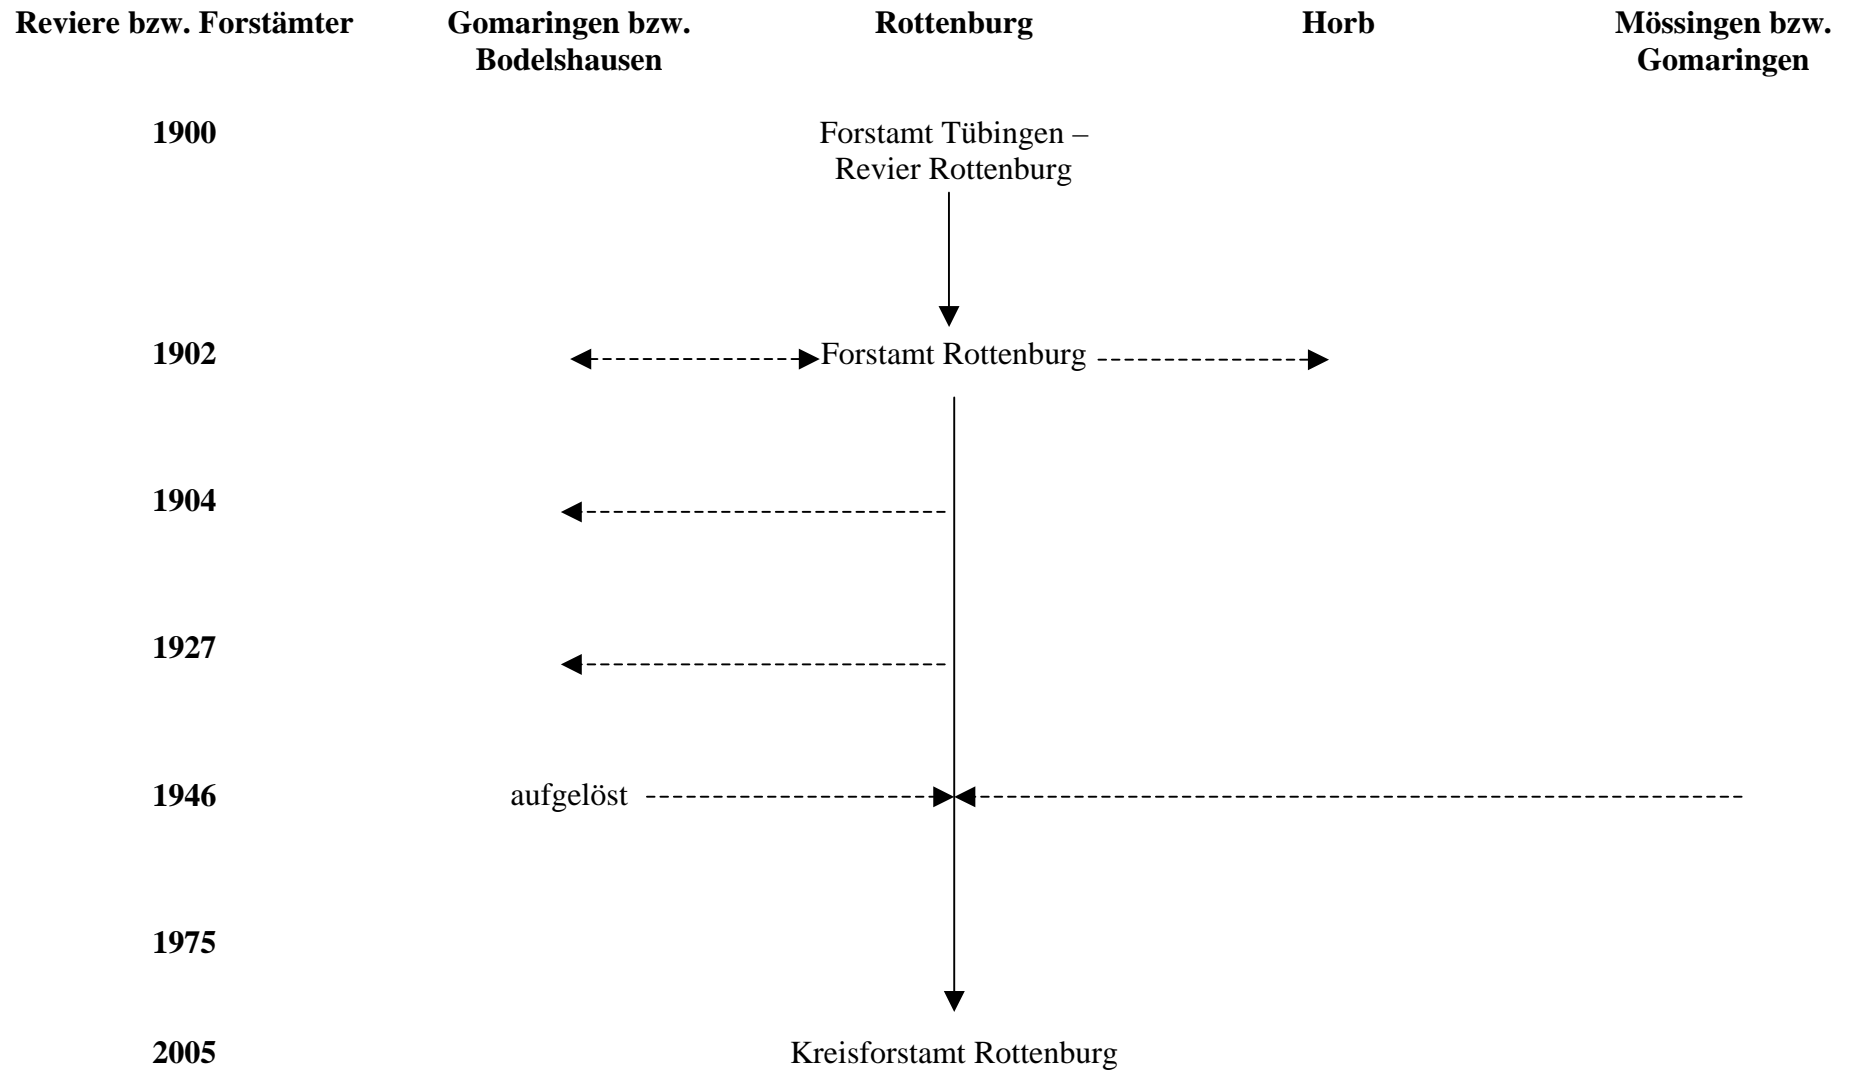 Reviere bzw. Forstämter
Gomaringen bzw.
Bodelshausen
Rottenburg
Horb
Mössingen bzw.
Gomaringen
1900
Forstamt Tübingen –
Revier Rottenburg
1902
Forstamt Rottenburg
1904
1927
1946
aufgelöst
1975
2005
Kreisforstamt Rottenburg